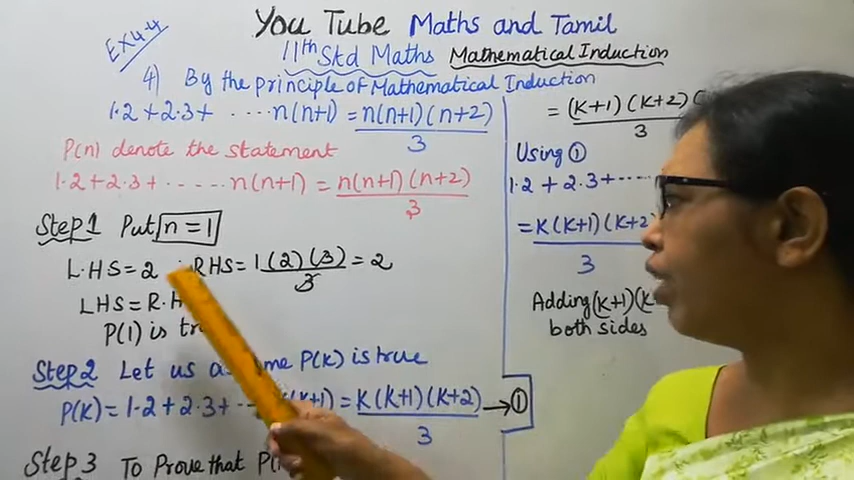 You Tube Maths and Tamil
11th Std Maths Mathematical Induction
EX 4.4
4) By the principle of Mathematical Induction
1·2 + 2·3 + ---- n(n+1) = n(n+1)(n+2)
3
P(n) denote the statement
1·2 + 2·3 + ----- n(n+1) = n(n+1)(n+2)
3
Step 1 Put n = 1
L·HS = 2 RHS = 1(2)(3) = 2
3
LHS = R·H
P(1) is
Step 2 Let us P(K) is true
P(K) = 1·2 + 2·3 + -- (K+1) = K(K+1)(K+2) → ①
3
Step 3 To Prove that
= (K+1)(K+2)(
3
Using ①
1·2 + 2·3 + ----
= K(K+1)(K+2
3
Adding (K+1)(K
both sides